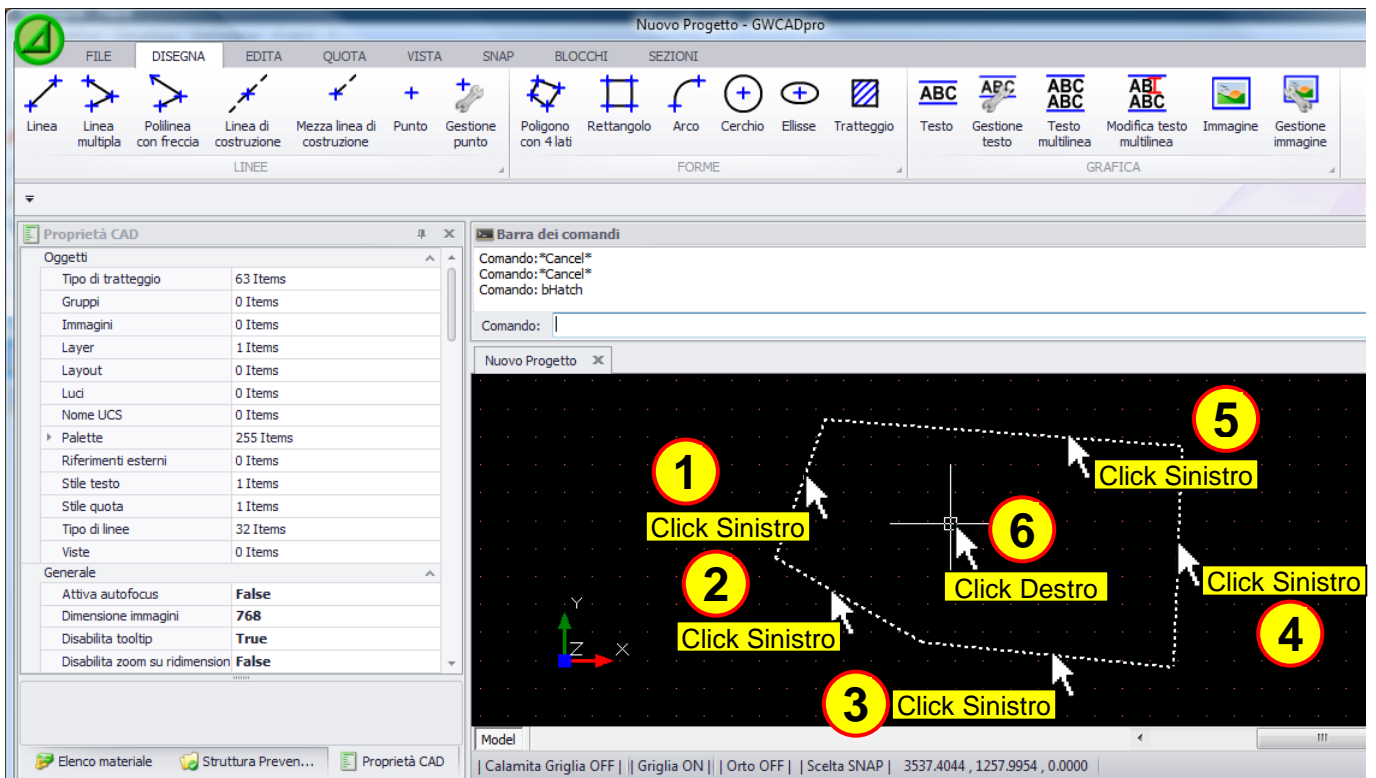 Nuovo Progetto - GWCADpro
FILE DISEGNA EDITA QUOTA VISTA SNAP BLOCCHI SEZIONI
Linea
Linea multipla
Polilinea con freccia
Linea di costruzione
Mezza linea di costruzione
Punto
Gestione punto
Poligono con 4 lati
Rettangolo
Arco
Cerchio
Ellisse
Tratteggio
ABC
Testo
ABC
Gestione testo
ABC
ABC
Testo multilinea
ABC
ABC
Modifica testo multilinea
Immagine
Gestione immagine
LINEE
FORME
GRAFICA
Proprietà CAD
Oggetti
Tipo di tratteggio 63 Items
Gruppi 0 Items
Immagini 0 Items
Layer 1 Items
Layout 0 Items
Luci 0 Items
Nome UCS 0 Items
Palette 255 Items
Riferimenti esterni 0 Items
Stile testo 1 Items
Stile quota 1 Items
Tipo di linee 32 Items
Viste 0 Items
Generale
Attiva autofocus False
Dimensione immagini 768
Disabilita tooltip True
Disabilita zoom su ridimension False
Elenco materiale
Struttura Preven...
Proprietà CAD
Barra dei comandi
Comando:*Cancel*
Comando:*Cancel*
Comando: bHatch
Comando:
Nuovo Progetto
1
Click Sinistro
2
Click Sinistro
3
Click Sinistro
4
Click Sinistro
5
Click Sinistro
6
Click Destro
Y
Z
X
Model
| Calamita Griglia OFF | || Griglia ON | | | Orto OFF | | Scelta SNAP | 3537.4044 , 1257.9954 , 0.0000